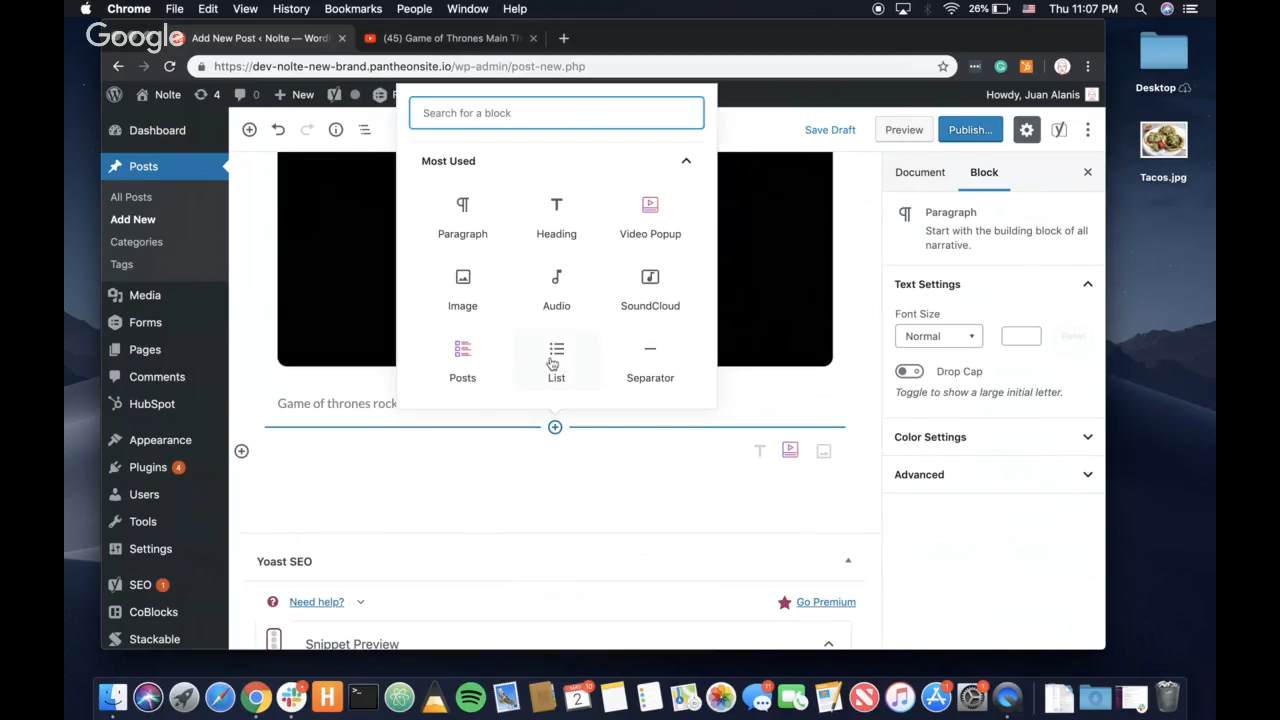 Chrome File Edit View History Bookmarks People Window Help 26% Thu 11:07 PM
Google
Add New Post ‹ Nolte — Word (45) Game of Thrones Main Th
https://dev-nolte-new-brand.pantheonsite.io/wp-admin/post-new.php
Nolte 4 0 New Howdy, Juan Alanis
Desktop
Tacos.jpg
Dashboard
Posts
All Posts
Add New
Categories
Tags
Media
Forms
Pages
Comments
HubSpot
Appearance
Plugins 4
Users
Tools
Settings
SEO 1
CoBlocks
Stackable
Save Draft Preview Publish...
Search for a block
Most Used
Paragraph Heading Video Popup
Image Audio SoundCloud
Posts List Separator
Game of thrones rock
Yoast SEO
Need help? Go Premium
Snippet Preview
Document Block
Paragraph
Start with the building block of all
narrative.
Text Settings
Font Size
Normal Reset
Drop Cap
Toggle to show a large initial letter.
Color Settings
Advanced